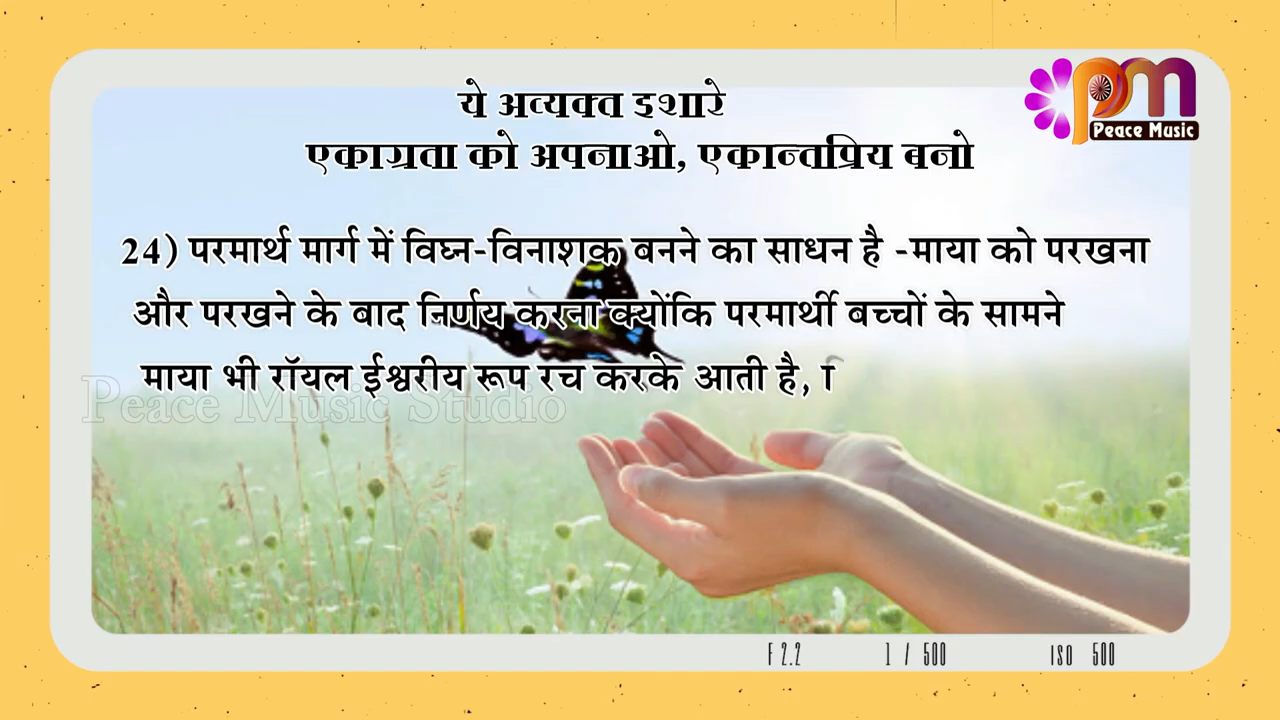 ये अव्यक्त इशारे
एकाग्रता को अपनाओ, एकान्तप्रिय बनो
Peace Music
24) परमार्थ मार्ग में विघ्न-विनाशक बनने का साधन है -माया को परखना
और परखने के बाद निर्णय करना क्योंकि परमार्थी बच्चों के सामने
माया भी रॉयल ईश्वरीय रूप रच करके आती है,
Peace Music Studio
F 2.2 1 / 500 ISO 500